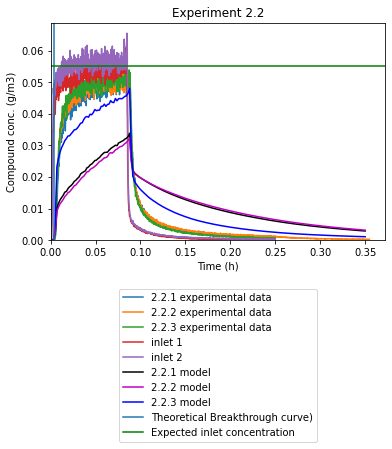 Experiment 2.2
Compound conc. (g/m3)
0.06
0.05
0.04
0.03
0.02
0.01
0.00
0.00 0.05 0.10 0.15 0.20 0.25 0.30 0.35
Time (h)
2.2.1 experimental data
2.2.2 experimental data
2.2.3 experimental data
inlet 1
inlet 2
2.2.1 model
2.2.2 model
2.2.3 model
Theoretical Breakthrough curve)
Expected inlet concentration